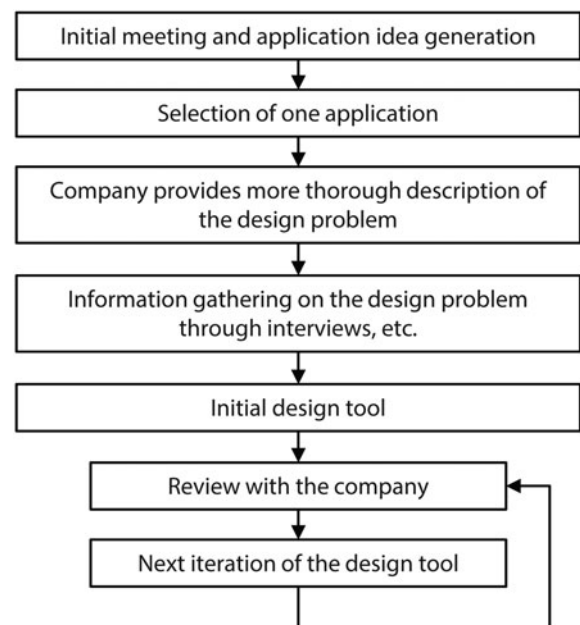 Initial meeting and application idea generation
Selection of one application
Company provides more thorough description of
the design problem
Information gathering on the design problem
through interviews, etc.
Initial design tool
Review with the company
Next iteration of the design tool